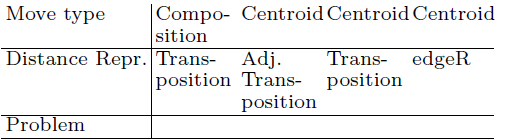 Move type Compo- Centroid Centroid Centroid
sition
Distance Repr. Trans- Adj. Trans- edgeR
position Trans- position
position
Problem